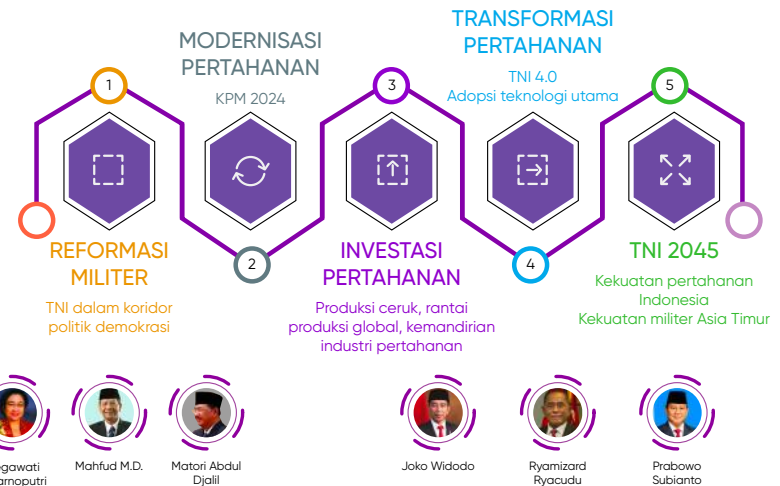 TRANSFORMASI
PERTAHANAN
TNI 4.0
Adopsi teknologi utama
MODERNISASI
PERTAHANAN
KPM 2024
1
3
5
REFORMASI
MILITER
TNI dalam koridor
politik demokrasi
2
INVESTASI
PERTAHANAN
Produksi ceruk, rantai
produksi global, kemandirian
industri pertahanan
4
TNI 2045
Kekuatan pertahanan
Indonesia
Kekuatan militer Asia Timur
egawati
arnoputri
Mahfud M.D.
Matori Abdul
Djalil
Joko Widodo
Ryamizard
Ryacudu
Prabowo
Subianto